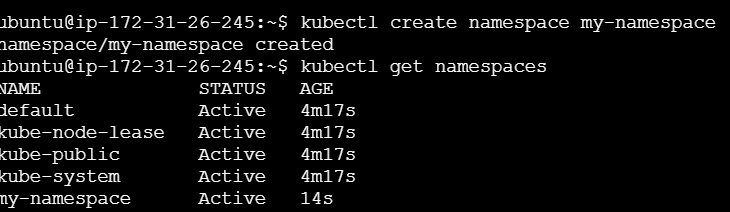 ubuntu@ip-172-31-26-245:~$ kubectl create namespace my-namespace
namespace/my-namespace created
ubuntu@ip-172-31-26-245:~$ kubectl get namespaces
NAME              STATUS   AGE
default           Active   4m17s
kube-node-lease   Active   4m17s
kube-public       Active   4m17s
kube-system       Active   4m17s
my-namespace      Active   14s